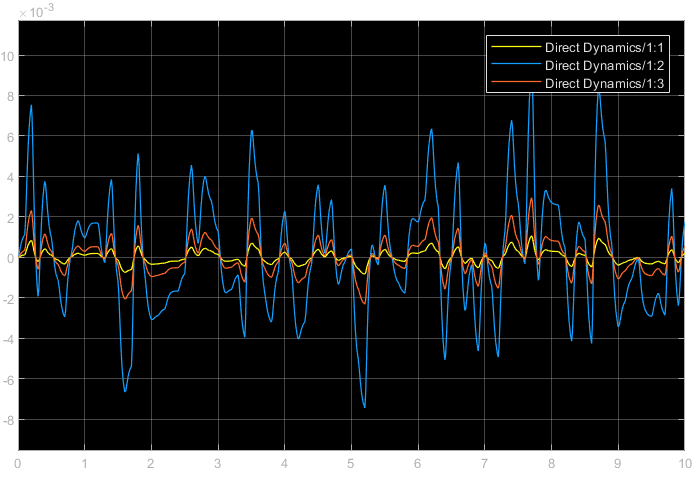 ×10⁻³
Direct Dynamics/1:1
Direct Dynamics/1:2
Direct Dynamics/1:3
10
8
6
4
2
0
-2
-4
-6
-8
0 1 2 3 4 5 6 7 8 9 10